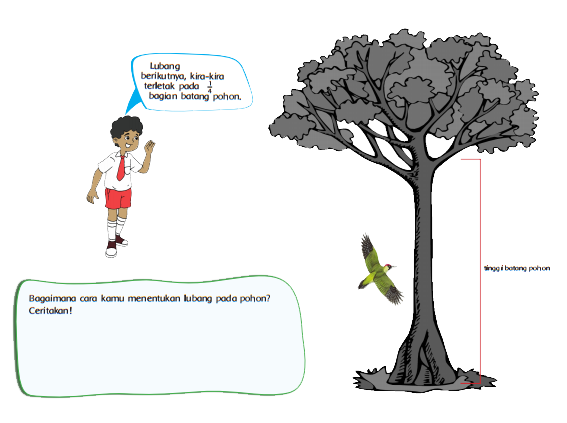 Lubang
berikutnya, kira-kira
terletak pada 1/4
bagian batang pohon.
tinggi batang pohon
Bagaimana cara kamu menentukan lubang pada pohon?
Ceritakan!